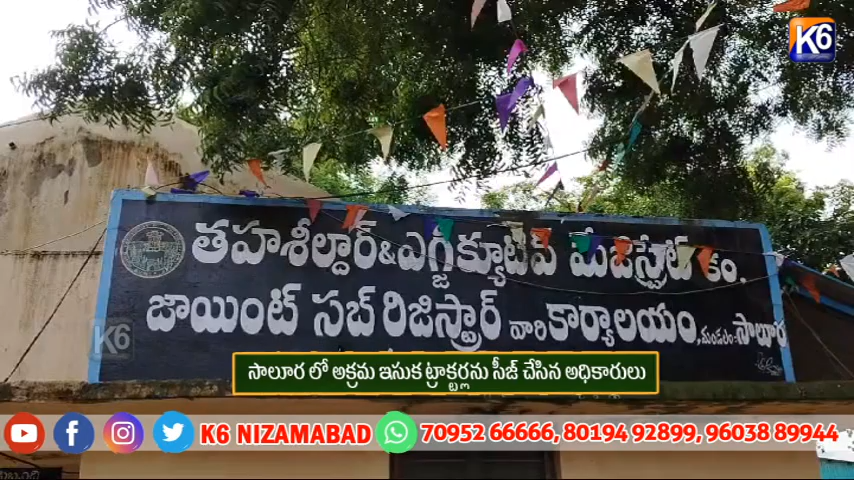 K6
తహశీల్దార్&ఎగ్జిక్యూటివ్ మేజిస్ట్రేట్ కం.
జాయింట్ సబ్ రిజిస్ట్రార్ వారి కార్యాలయం, మండలం-సాలూర
K6
సాలూర లో అక్రమ ఇసుక ట్రాక్టర్లను సీజ్ చేసిన అధికారులు
K6 NIZAMABAD 70952 66666, 80194 92899, 96038 89944